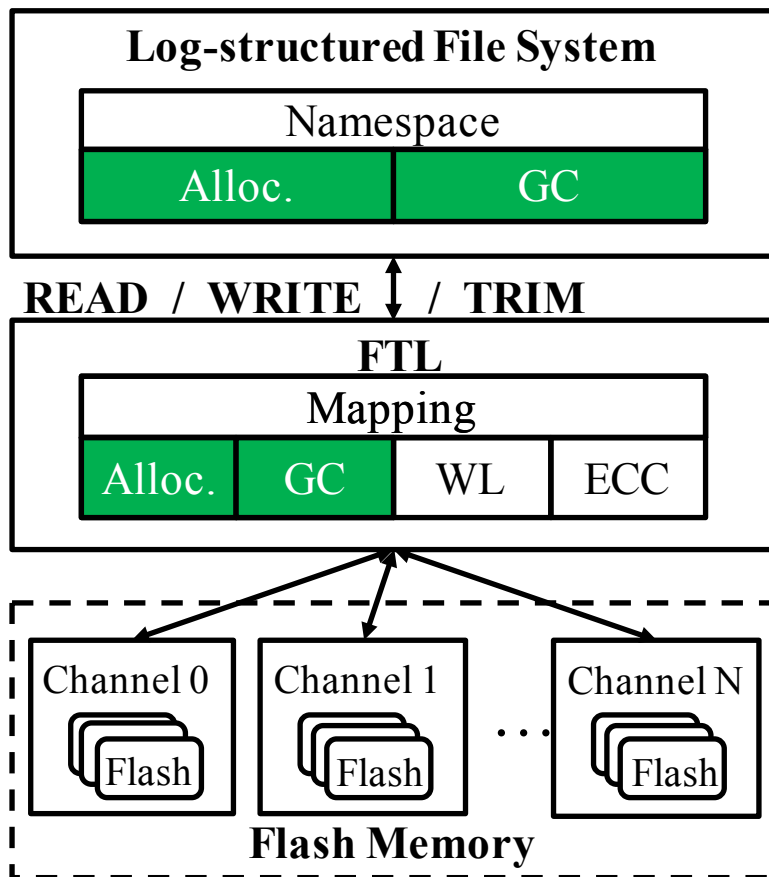 Log-structured File System
Namespace
Alloc. GC
READ / WRITE / TRIM
FTL
Mapping
Alloc. GC WL ECC
Channel 0 Channel 1 Channel N
Flash Flash ... Flash
Flash Memory